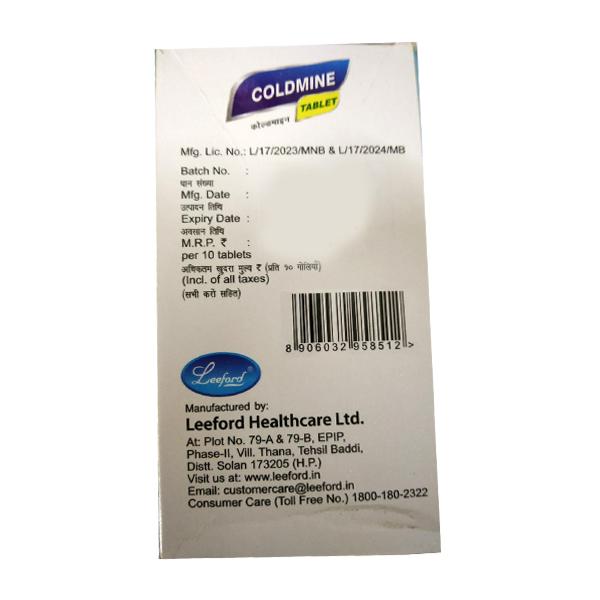 COLDMINE
TABLET
कोल्डमाइन
Mfg. Lic. No.: L/17/2023/MNB & L/17/2024/MB
Batch No. :
घान संख्या
Mfg. Date :
उत्पादन तिथि
Expiry Date :
अवसान तिथि
M.R.P. ₹ :
per 10 tablets
अधिकतम खुदरा मुल्य ₹ (प्रति १० गोलियाँ)
(Incl. of all taxes)
(सभी करों सहित)
8 906032 958512 >
Leeford®
Manufactured by:
Leeford Healthcare Ltd.
At: Plot No. 79-A & 79-B, EPIP,
Phase-II, Vill. Thana, Tehsil Baddi,
Distt. Solan 173205 (H.P.)
Visit us at: www.leeford.in
Email: customercare@leeford.in
Consumer Care (Toll Free No.) 1800-180-2322